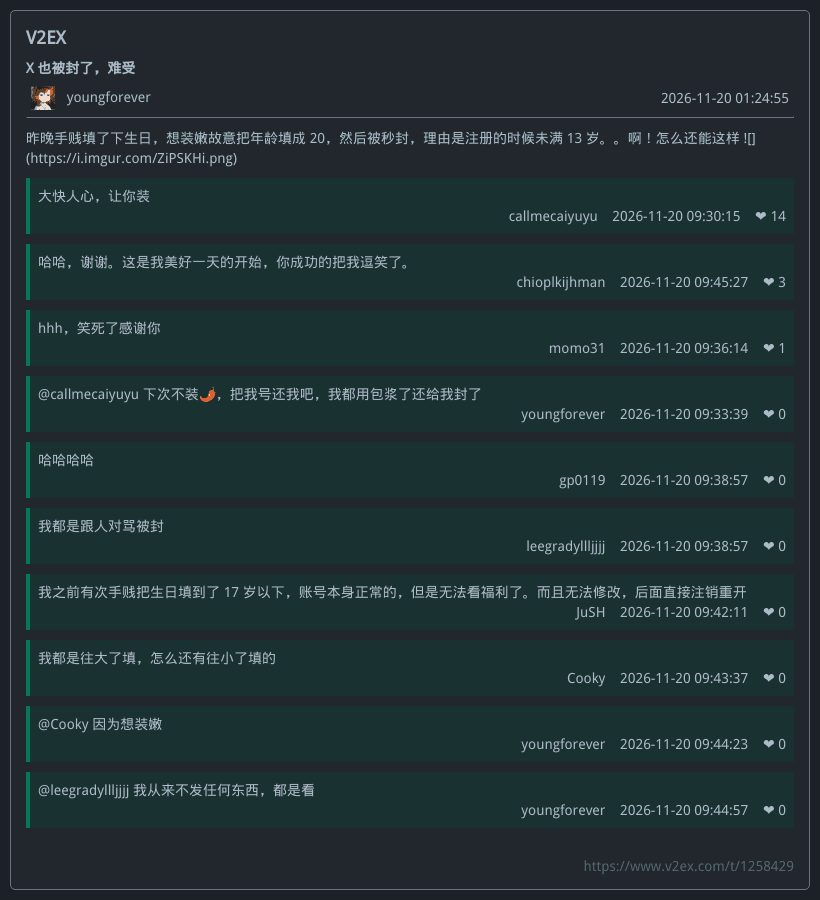 V2EX
X 也被封了，难受
youngforever
2026-11-20 01:24:55
昨晚手贱填了下生日，想装嫩故意把年龄填成 20，然后被秒封，理由是注册的时候未满 13 岁。。啊！怎么还能这样 ![]
(https://i.imgur.com/ZiPSKHi.png)
大快人心，让你装
callmecaiyuyu 2026-11-20 09:30:15 ❤ 14
哈哈，谢谢。这是我美好一天的开始，你成功的把我逗笑了。
chioplkijhman 2026-11-20 09:45:27 ❤ 3
hhh，笑死了感谢你
momo31 2026-11-20 09:36:14 ❤ 1
@callmecaiyuyu 下次不装🌶️，把我号还我吧，我都用包浆了还给我封了
youngforever 2026-11-20 09:33:39 ❤ 0
哈哈哈哈
gp0119 2026-11-20 09:38:57 ❤ 0
我都是跟人对骂被封
leegradyllljjjj 2026-11-20 09:38:57 ❤ 0
我之前有次手贱把生日填到了 17 岁以下，账号本身正常的，但是无法看福利了。而且无法修改，后面直接注销重开
JuSH 2026-11-20 09:42:11 ❤ 0
我都是往大了填，怎么还有往小了填的
Cooky 2026-11-20 09:43:37 ❤ 0
@Cooky 因为想装嫩
youngforever 2026-11-20 09:44:23 ❤ 0
@leegradyllljjjj 我从来不发任何东西，都是看
youngforever 2026-11-20 09:44:57 ❤ 0
https://www.v2ex.com/t/1258429